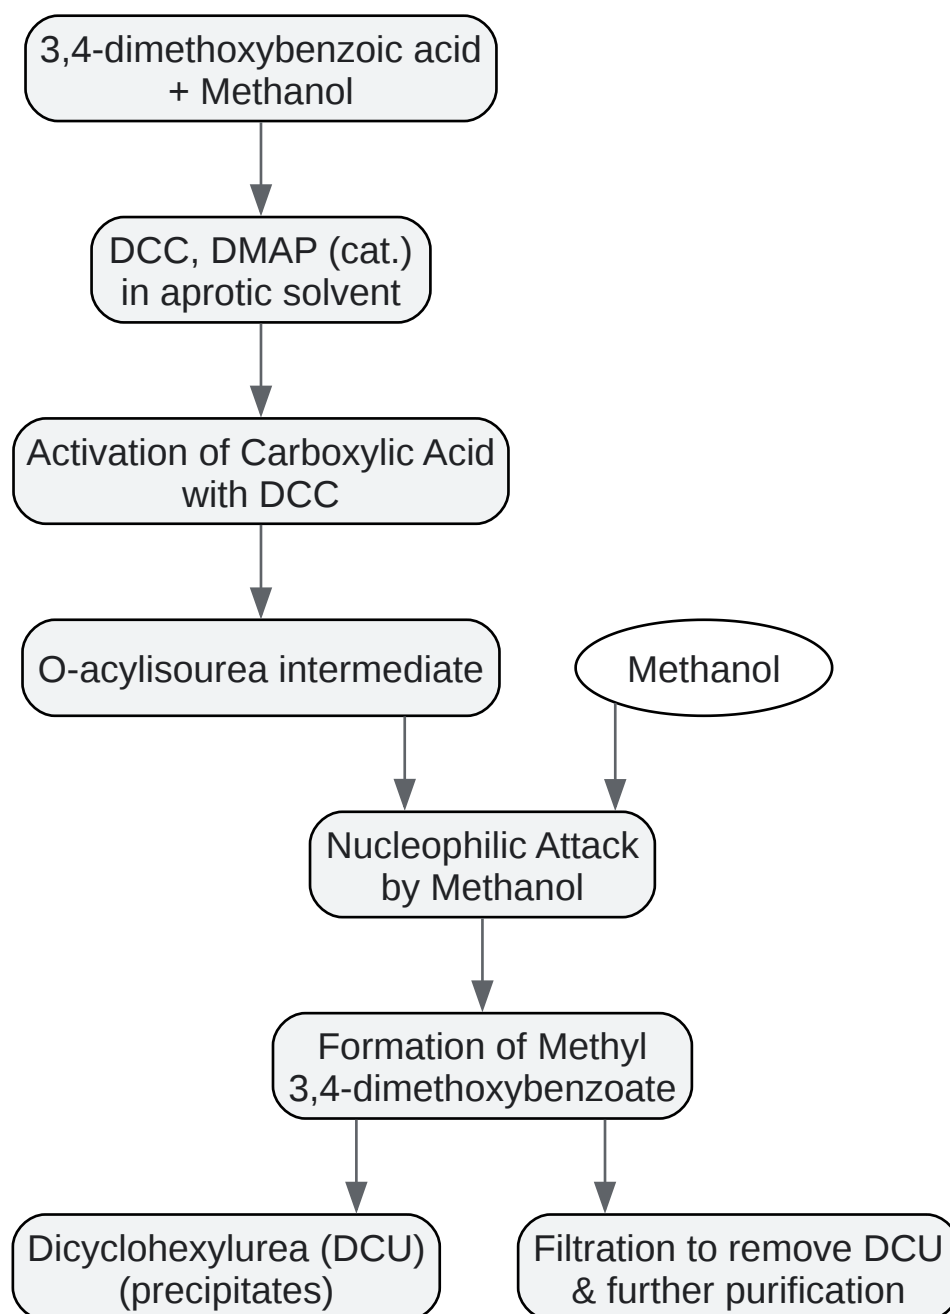 3,4-dimethoxybenzoic acid
+ Methanol
DCC, DMAP (cat.)
in aprotic solvent
Activation of Carboxylic Acid
with DCC
O-acylisourea intermediate
Methanol
Nucleophilic Attack
by Methanol
Formation of Methyl
3,4-dimethoxybenzoate
Dicyclohexylurea (DCU)
(precipitates)
Filtration to remove DCU
& further purification